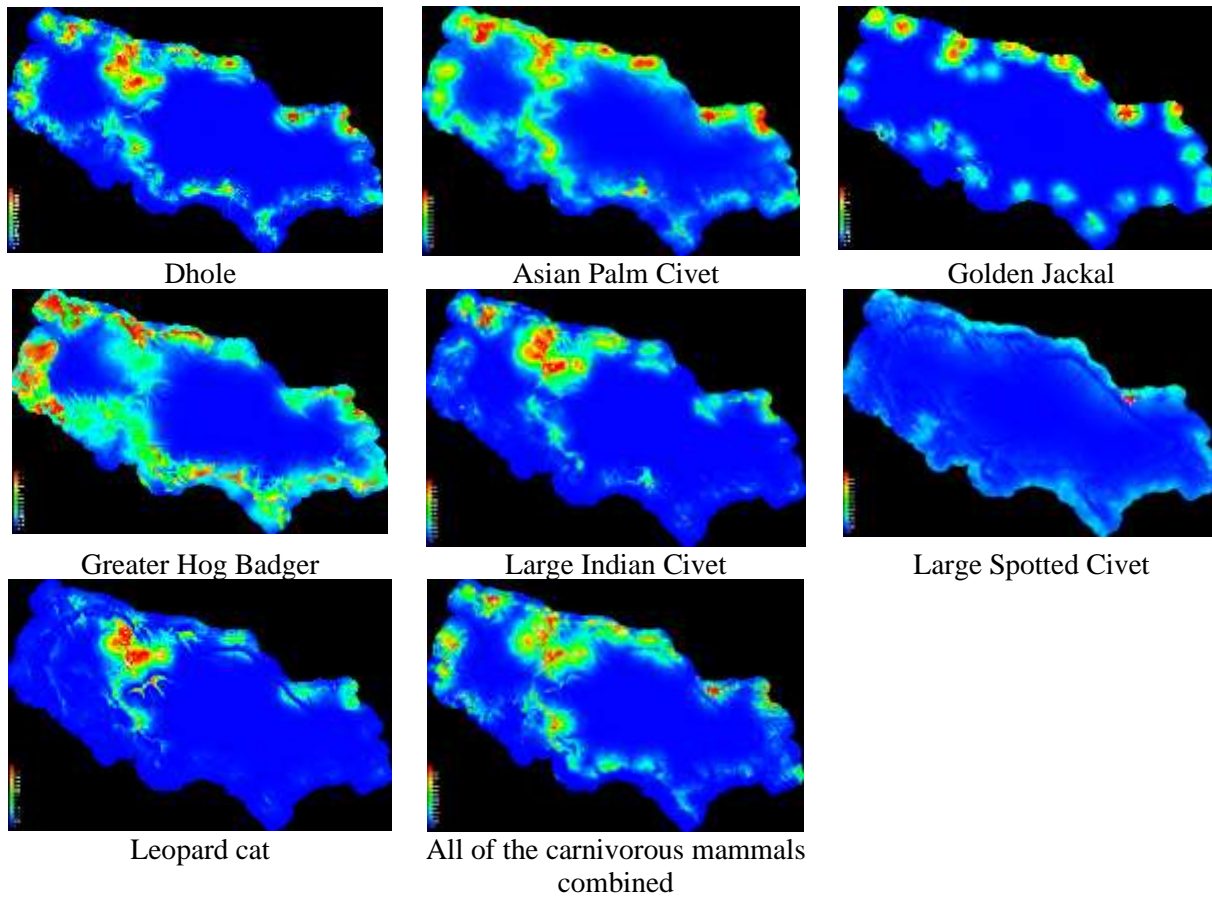 Dhole
Asian Palm Civet
Golden Jackal
Greater Hog Badger
Large Indian Civet
Large Spotted Civet
Leopard cat
All of the carnivorous mammals
combined